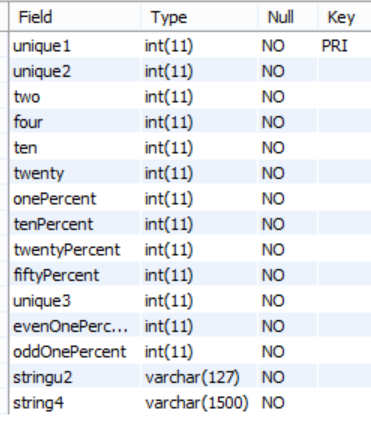 Field Type Null Key
unique1 int(11) NO PRI
unique2 int(11) NO
two int(11) NO
four int(11) NO
ten int(11) NO
twenty int(11) NO
onePercent int(11) NO
tenPercent int(11) NO
twentyPercent int(11) NO
fiftyPercent int(11) NO
unique3 int(11) NO
evenOnePerc... int(11) NO
oddOnePercent int(11) NO
stringu2 varchar(127) NO
string4 varchar(1500) NO